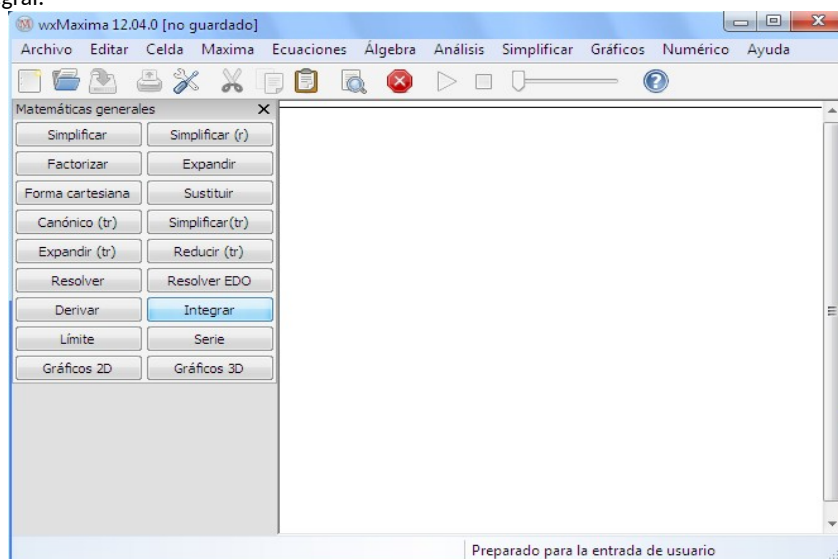 gral.
wxMaxima 12.04.0 [no guardado]
Archivo Editar Celda Maxima Ecuaciones Álgebra Análisis Simplificar Gráficos Numérico Ayuda
Matemáticas generales
Simplificar Simplificar (r)
Factorizar Expandir
Forma cartesiana Sustituir
Canónico (tr) Simplificar(tr)
Expandir (tr) Reducir (tr)
Resolver Resolver EDO
Derivar Integrar
Límite Serie
Gráficos 2D Gráficos 3D
Preparado para la entrada de usuario